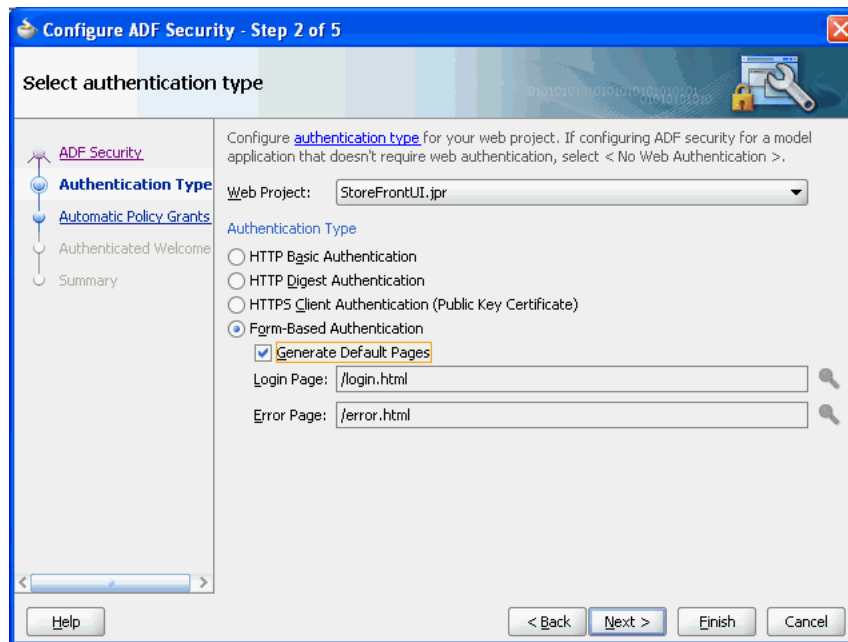 Configure ADF Security - Step 2 of 5
Select authentication type
ADF Security
Authentication Type
Automatic Policy Grants
Authenticated Welcome
Summary
Configure authentication type for your web project. If configuring ADF security for a model
application that doesn't require web authentication, select < No Web Authentication >.
Web Project: StoreFrontUI.jpr
Authentication Type
HTTP Basic Authentication
HTTP Digest Authentication
HTTPS Client Authentication (Public Key Certificate)
Form-Based Authentication
Generate Default Pages
Login Page: /login.html
Error Page: /error.html
Help
< Back
Next >
Finish
Cancel